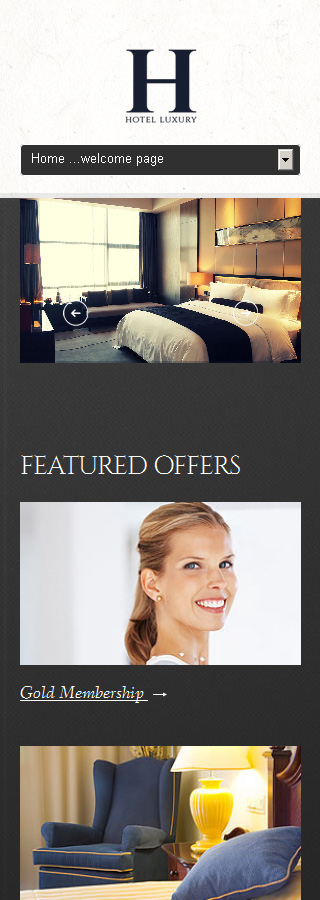 H
HOTEL LUXURY
Home ...welcome page
FEATURED OFFERS
Gold Membership →